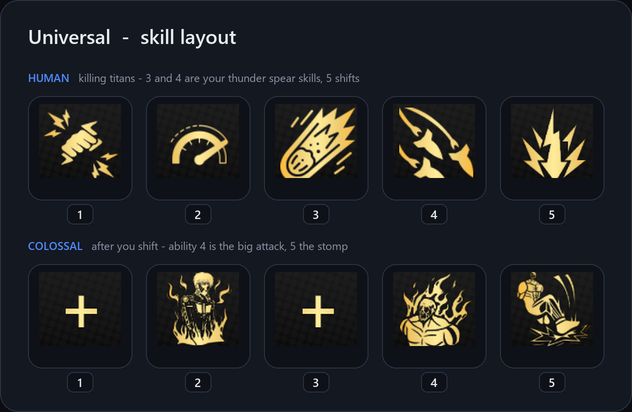 Universal - skill layout
HUMAN killing titans - 3 and 4 are your thunder spear skills, 5 shifts
1 2 3 4 5
COLOSSAL after you shift - ability 4 is the big attack, 5 the stomp
1 2 3 4 5